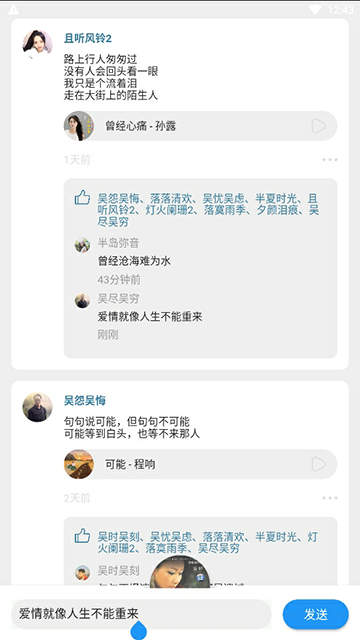 12:43
且听风铃2
路上行人匆匆过
没有人会回头看一眼
我只是个流着泪
走在大街上的陌生人
曾经心痛 - 孙露
1天前
吴怨吴悔、落落清欢、吴忧吴虑、半夏时光、且
听风铃2、灯火阑珊2、落寞雨季、夕颜泪痕、吴
尽吴穷
半岛弥音
曾经沧海难为水
43分钟前
吴尽吴穷
爱情就像人生不能重来
刚刚
吴怨吴悔
句句说可能，但句句不可能
可能等到白头，也等不来那人
可能 - 程响
2天前
吴时吴刻、吴忧吴虑、落落清欢、半夏时光、灯
火阑珊2、落寞雨季、吴尽吴穷
吴时吴刻
爱情就像人生不能重来
发送